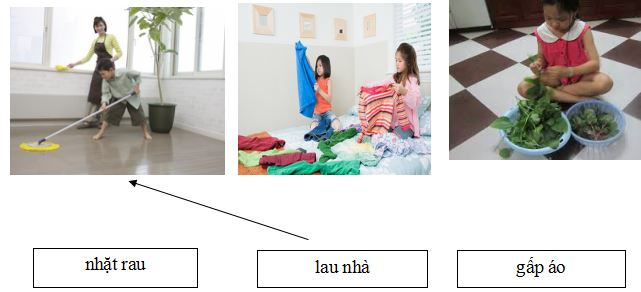 nhặt rau
lau nhà
gấp áo